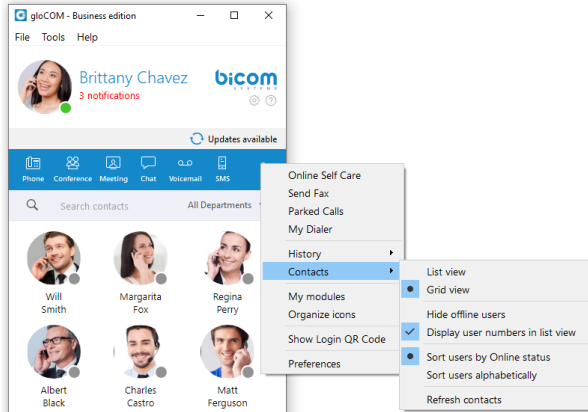 gloCOM - Business edition
File Tools Help
Brittany Chavez
3 notifications
bicom
SYSTEMS
Updates available
Phone Conference Meeting Chat Voicemail SMS
Search contacts All Departments
Will Smith
Margarita Fox
Regina Perry
Albert Black
Charles Castro
Matt Ferguson
Online Self Care
Send Fax
Parked Calls
My Dialer
History
Contacts
My modules
Organize icons
Show Login QR Code
Preferences
List view
Grid view
Hide offline users
Display user numbers in list view
Sort users by Online status
Sort users alphabetically
Refresh contacts